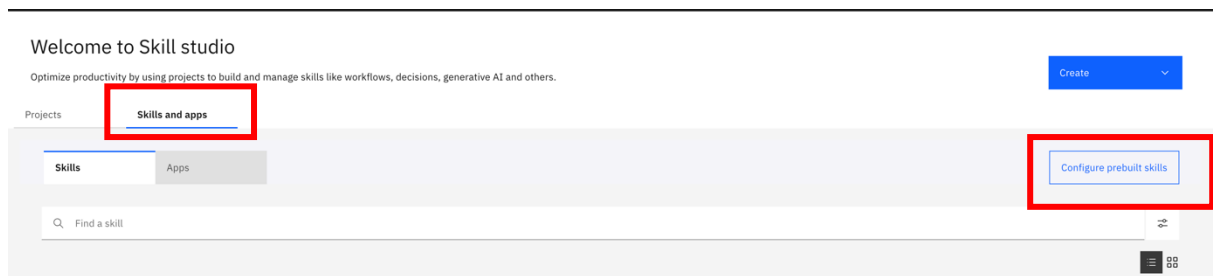 Welcome to Skill studio
Optimize productivity by using projects to build and manage skills like workflows, decisions, generative AI and others.
Create
Projects
Skills and apps
Skills
Apps
Configure prebuilt skills
Find a skill